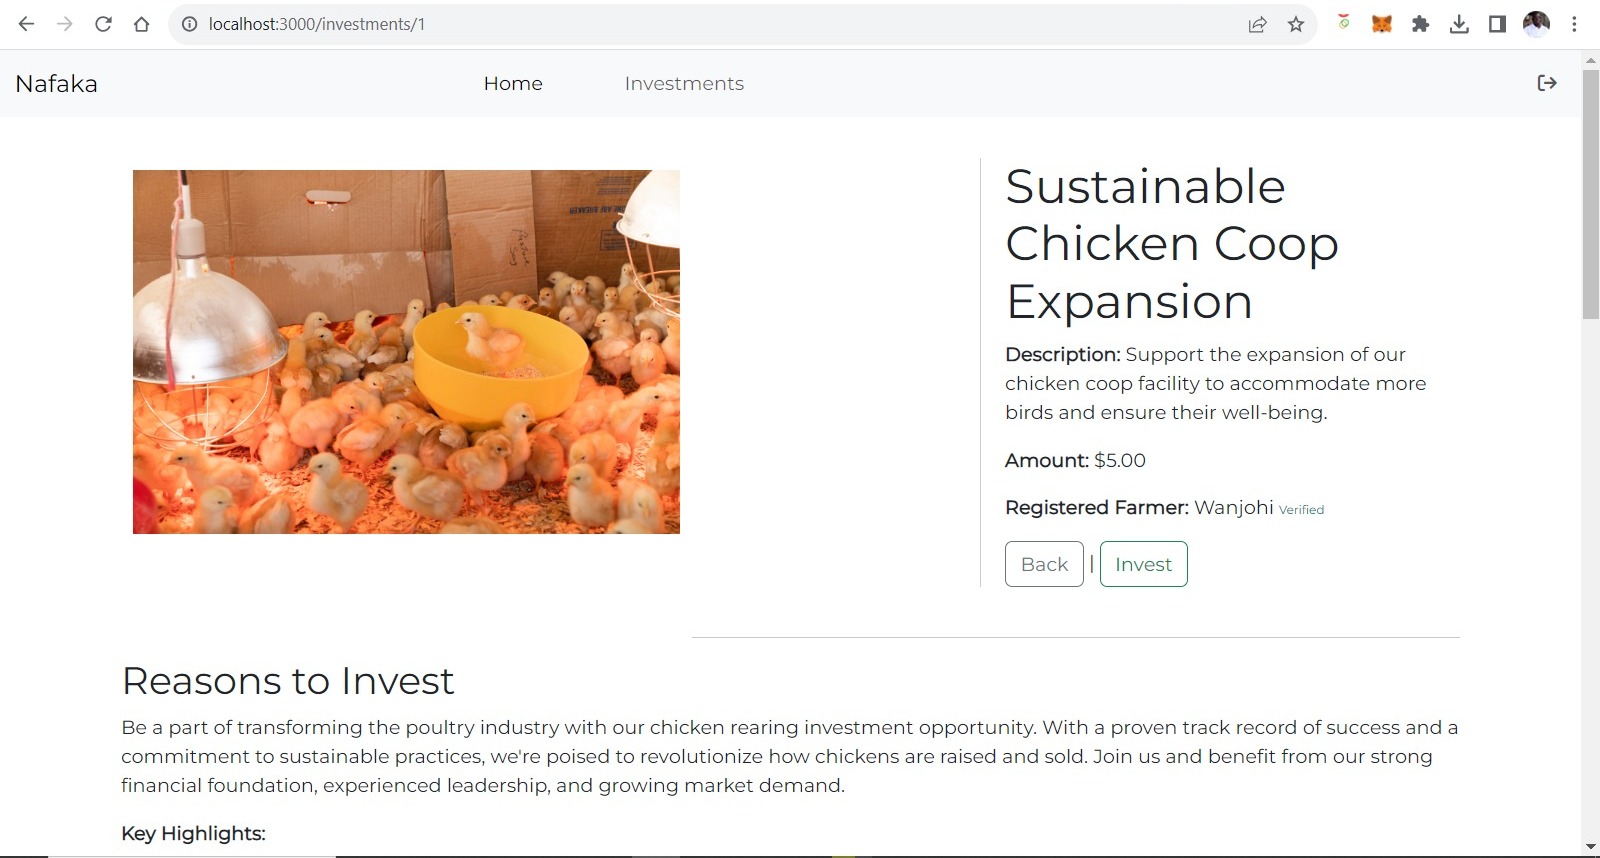 localhost:3000/investments/1
Nafaka
Home
Investments
Sustainable
Chicken Coop
Expansion
Description: Support the expansion of our
chicken coop facility to accommodate more
birds and ensure their well-being.
Amount: $5.00
Registered Farmer: Wanjohi Verified
Back | Invest
Reasons to Invest
Be a part of transforming the poultry industry with our chicken rearing investment opportunity. With a proven track record of success and a
commitment to sustainable practices, we're poised to revolutionize how chickens are raised and sold. Join us and benefit from our strong
financial foundation, experienced leadership, and growing market demand.
Key Highlights: